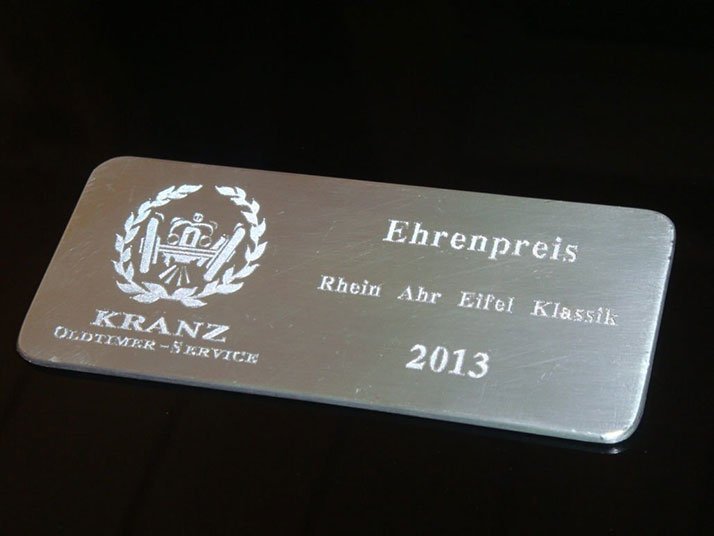 KRANZ
OLDTIMER-SERVICE
Ehrenpreis
Rhein Ahr Eifel Klassik
2013